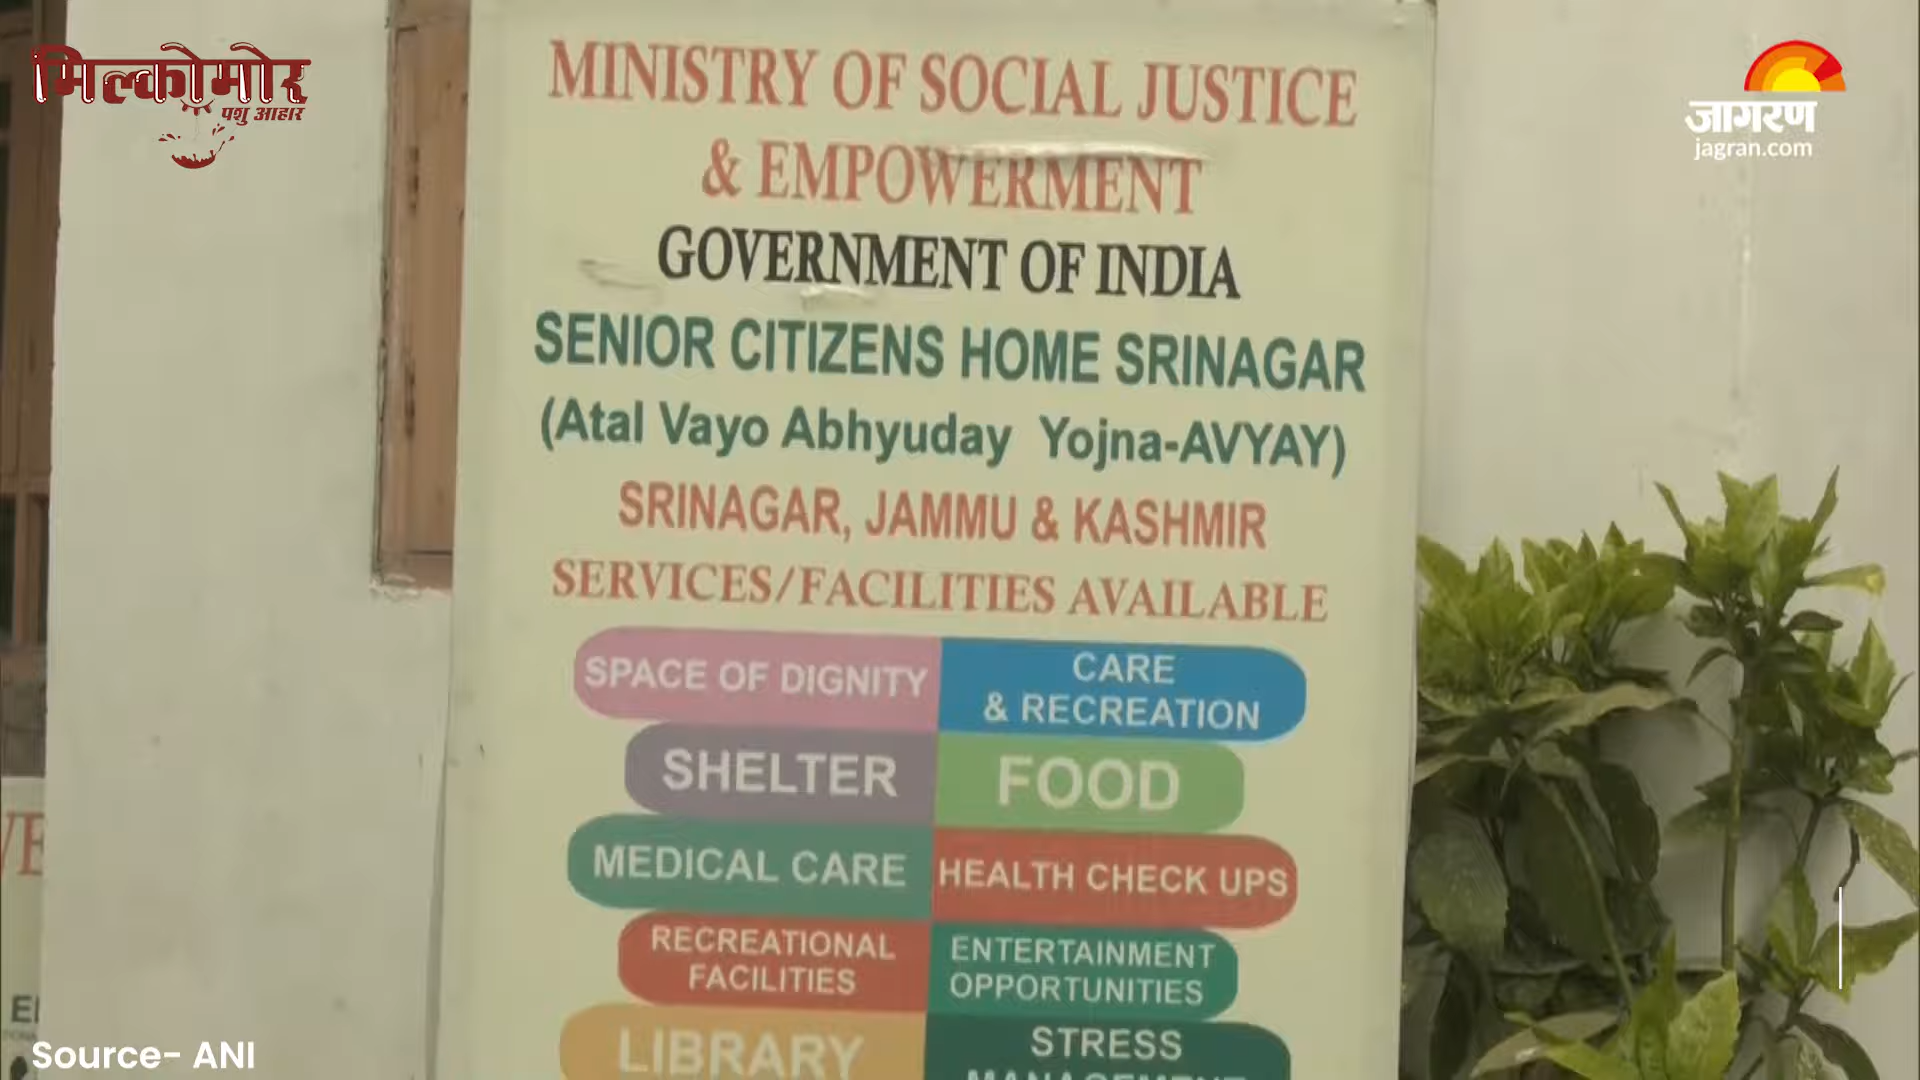 मिल्कोमोर
पशु आहार
जागरण
jagran.com
MINISTRY OF SOCIAL JUSTICE
& EMPOWERMENT
GOVERNMENT OF INDIA
SENIOR CITIZENS HOME SRINAGAR
(Atal Vayo Abhyuday Yojna-AVYAY)
SRINAGAR, JAMMU & KASHMIR
SERVICES/FACILITIES AVAILABLE
SPACE OF DIGNITY
CARE
& RECREATION
SHELTER
FOOD
MEDICAL CARE
HEALTH CHECK UPS
RECREATIONAL
FACILITIES
ENTERTAINMENT
OPPORTUNITIES
LIBRARY
STRESS
MANAGEMENT
Source- ANI